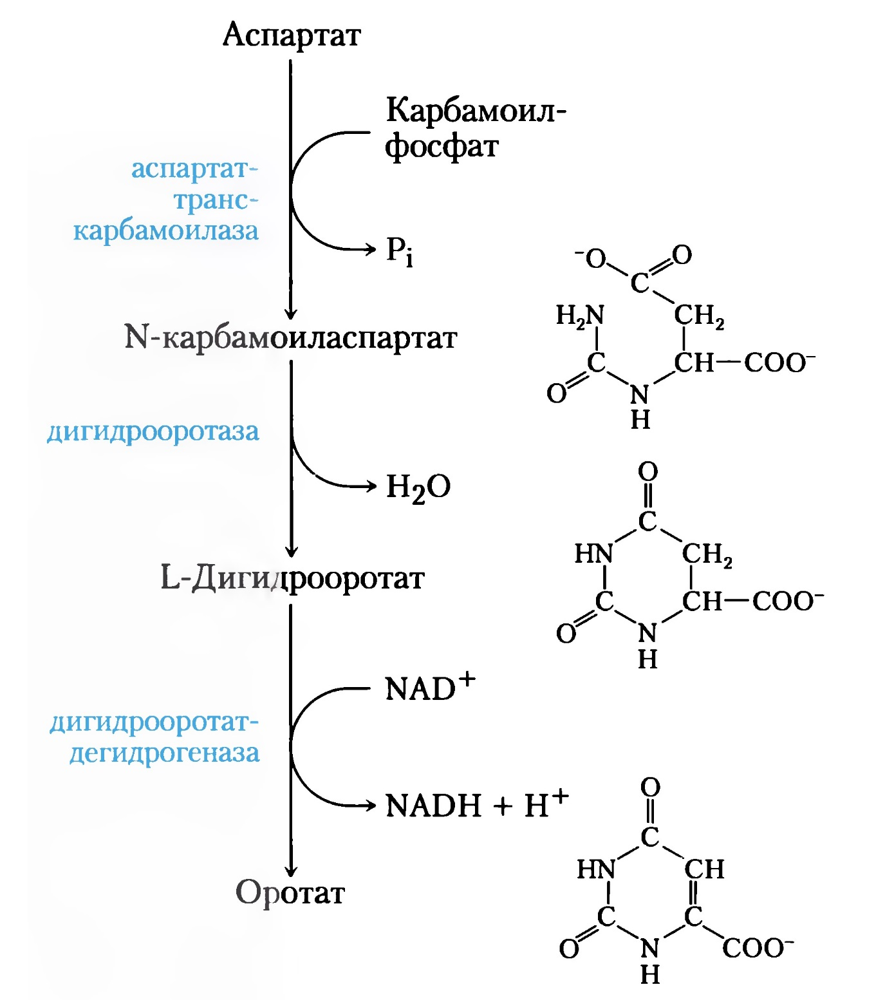 Аспартат
Карбамоил-
фосфат
аспартат-
транс-
карбамоилаза
Pi
⁻O
O
C
H₂N
CH₂
N-карбамоиласпартат
C
CH—COO⁻
O
N
H
дигидрооротаза
H₂O
O
C
HN
CH₂
L-Дигидрооротат
C
CH—COO⁻
O
N
H
NAD⁺
дигидрооротат-
дегидрогеназа
NADH + H⁺
O
C
HN
CH
Оротат
C
C
O
N
COO⁻
H